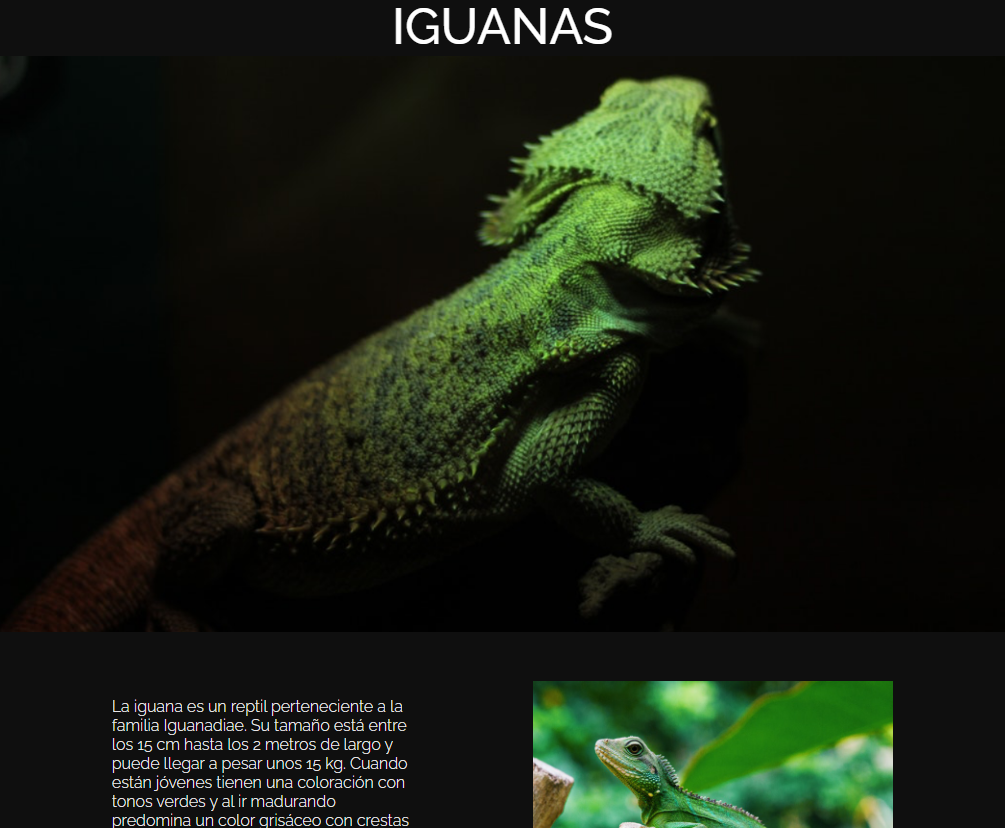 IGUANAS
La iguana es un reptil perteneciente a la
familia Iguanadiae. Su tamaño está entre
los 15 cm hasta los 2 metros de largo y
puede llegar a pesar unos 15 kg. Cuando
están jóvenes tienen una coloración con
tonos verdes y al ir madurando
predomina un color grisáceo con crestas